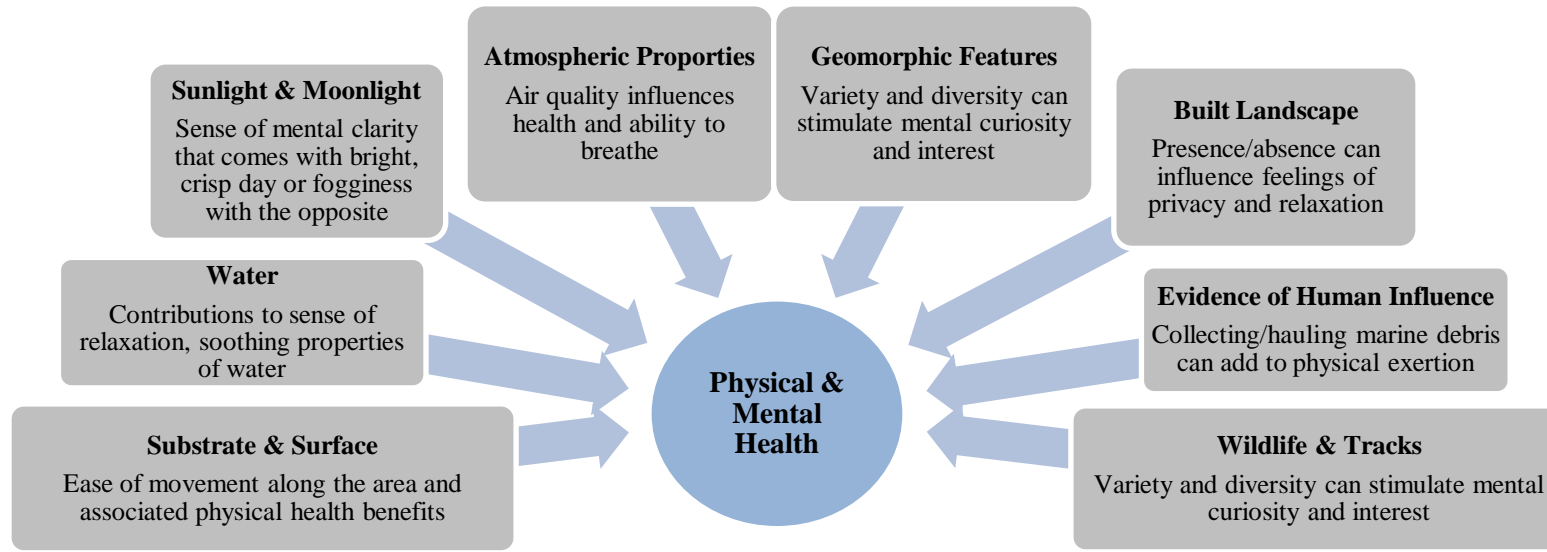 Atmospheric Proporties
Air quality influences
health and ability to
breathe
Geomorphic Features
Variety and diversity can
stimulate mental curiosity
and interest
Sunlight & Moonlight
Sense of mental clarity
that comes with bright,
crisp day or fogginess
with the opposite
Built Landscape
Presence/absence can
influence feelings of
privacy and relaxation
Water
Contributions to sense of
relaxation, soothing properties
of water
Evidence of Human Influence
Collecting/hauling marine debris
can add to physical exertion
Physical &
Mental
Health
Substrate & Surface
Ease of movement along the area and
associated physical health benefits
Wildlife & Tracks
Variety and diversity can stimulate mental
curiosity and interest